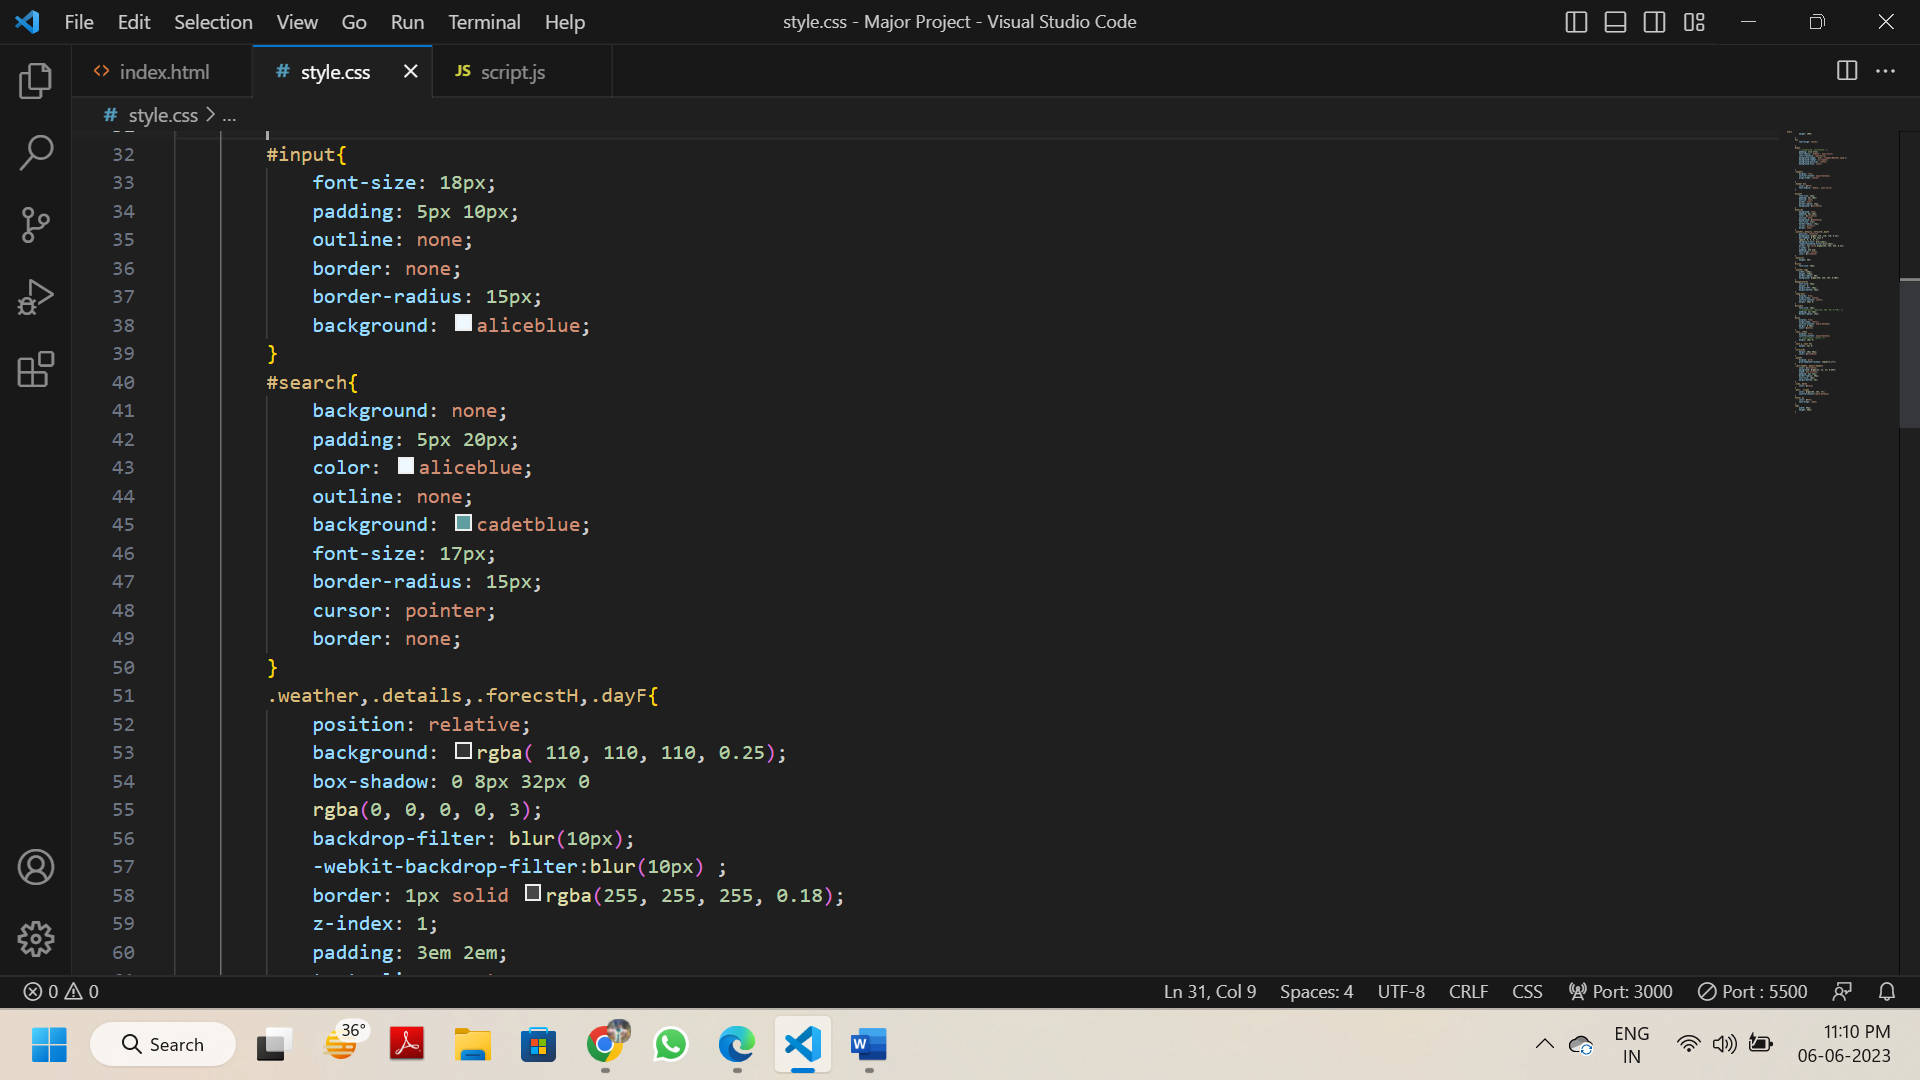 File Edit Selection View Go Run Terminal Help
style.css - Major Project - Visual Studio Code
index.html
# style.css
JS script.js
# style.css > ...
32 #input{
33 font-size: 18px;
34 padding: 5px 10px;
35 outline: none;
36 border: none;
37 border-radius: 15px;
38 background: aliceblue;
39 }
40 #search{
41 background: none;
42 padding: 5px 20px;
43 color: aliceblue;
44 outline: none;
45 background: cadetblue;
46 font-size: 17px;
47 border-radius: 15px;
48 cursor: pointer;
49 border: none;
50 }
51 .weather,.details,.forecstH,.dayF{
52 position: relative;
53 background: rgba( 110, 110, 110, 0.25);
54 box-shadow: 0 8px 32px 0
55 rgba(0, 0, 0, 0, 3);
56 backdrop-filter: blur(10px);
57 -webkit-backdrop-filter:blur(10px) ;
58 border: 1px solid rgba(255, 255, 255, 0.18);
59 z-index: 1;
60 padding: 3em 2em;
0 0
Ln 31, Col 9 Spaces: 4 UTF-8 CRLF CSS Port: 3000 Port : 5500
Search
36°
W
ENG
IN
11:10 PM
06-06-2023